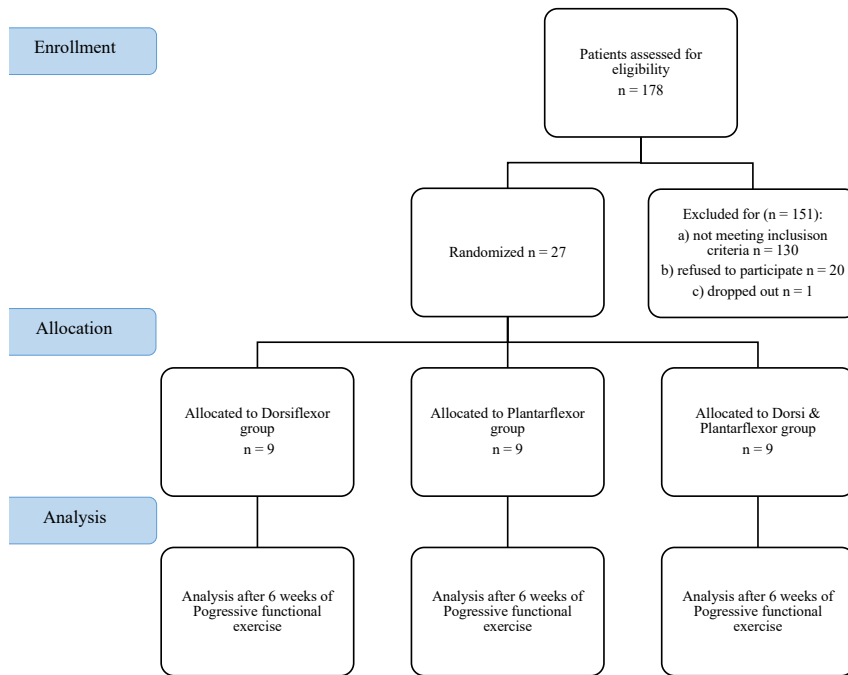 Enrollment
Patients assessed for
eligibility
n = 178
Randomized n = 27
Excluded for (n = 151):
a) not meeting inclusison
criteria n = 130
b) refused to participate n = 20
c) dropped out n = 1
Allocation
Allocated to Dorsiflexor
group
n = 9
Allocated to Plantarflexor
group
n = 9
Allocated to Dorsi &
Plantarflexor group
n = 9
Analysis
Analysis after 6 weeks of
Pogressive functional
exercise
Analysis after 6 weeks of
Pogressive functional
exercise
Analysis after 6 weeks of
Pogressive functional
exercise